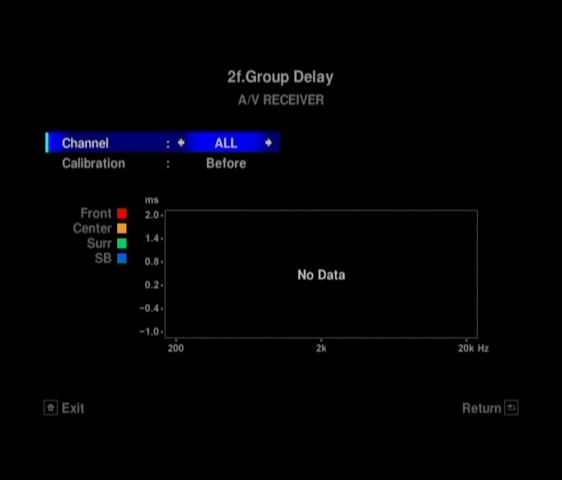 2f.Group Delay
A/V RECEIVER
Channel : ALL
Calibration : Before
ms
Front 2.0
Center 1.4
Surr 0.8
SB 0.2
-0.4
-1.0
No Data
200 2k 20k Hz
Exit Return